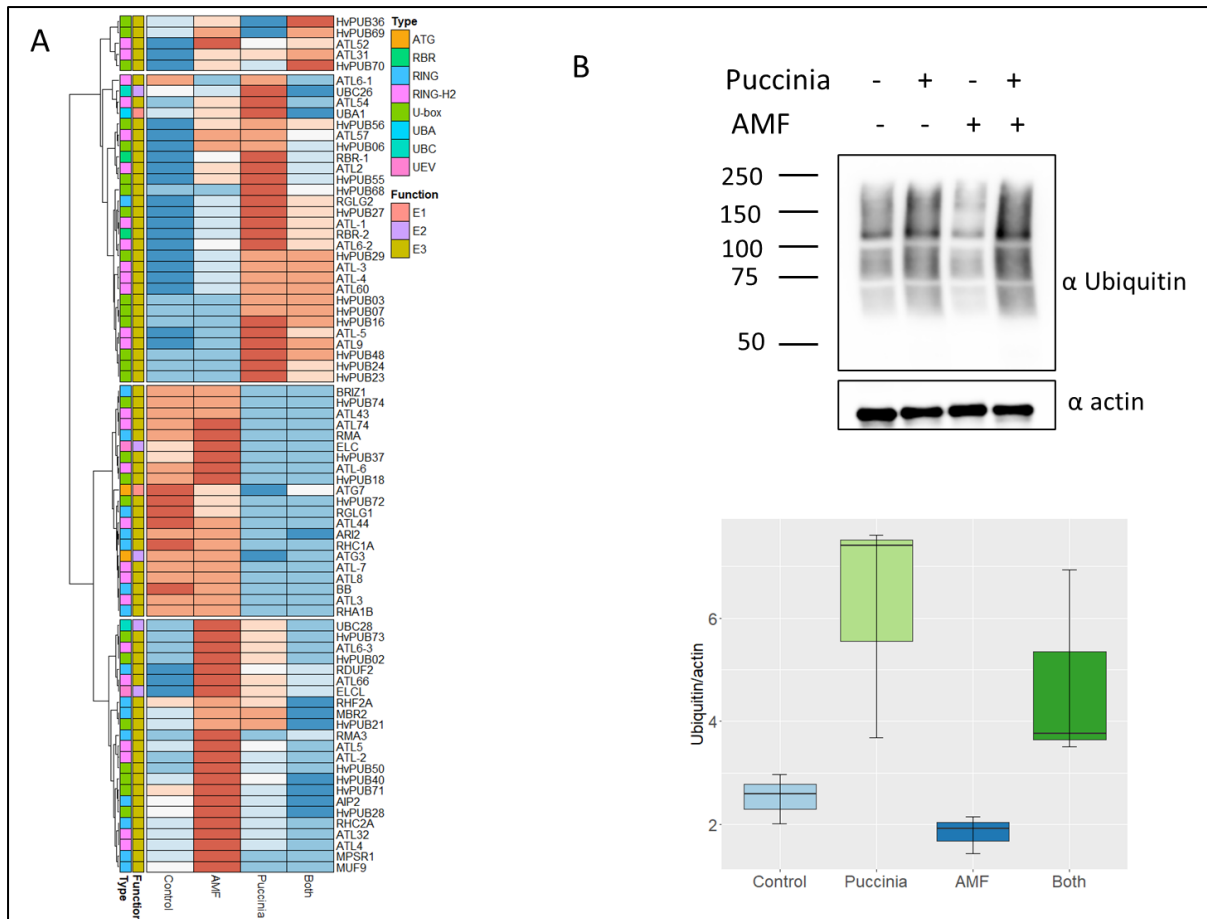 A
HvPUB36
HvPUB69
ATL52
ATL31
HvPUB70
ATL6-1
UBC26
ATL54
UBA1
HvPUB56
ATL57
HvPUB06
RBR-1
ATL2
HvPUB55
HvPUB68
RGLG2
HvPUB27
ATL-1
RBR-2
ATL6-2
HvPUB29
ATL-3
ATL-4
ATL60
HvPUB03
HvPUB07
HvPUB16
ATL-5
ATL9
HvPUB48
HvPUB24
HvPUB23
BRIZ1
HvPUB74
ATL43
ATL74
RMA
ELC
HvPUB37
ATL-6
HvPUB18
ATG7
HvPUB72
RGLG1
ATL44
ARI2
RHC1A
ATG3
ATL-7
ATL8
BB
ATL3
RHA1B
UBC28
HvPUB73
ATL6-3
HvPUB02
RDUF2
ATL66
ELCL
RHF2A
MBR2
HvPUB21
RMA3
ATL5
ATL-2
HvPUB50
HvPUB40
HvPUB71
AIP2
HvPUB28
RHC2A
ATL32
ATL4
MPSR1
MUF9
Type
Function
Control
AMF
Puccinia
Both
Type
ATG
RBR
RING
RING-H2
U-box
UBA
UBC
UEV
Function
E1
E2
E3
B
Puccinia - + - +
AMF - - + +
250
150
100
75
50
α Ubiquitin
α actin
Ubiquitin/actin
6
4
2
Control Puccinia AMF Both